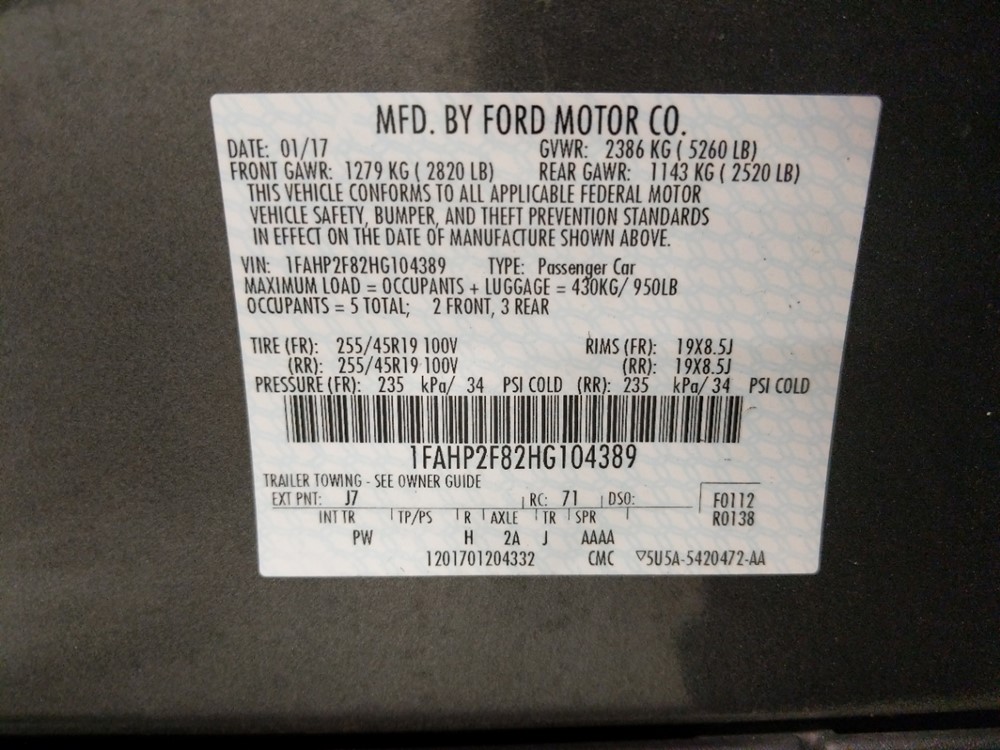 MFD. BY FORD MOTOR CO.
DATE: 01/17 GVWR: 2386 KG ( 5260 LB)
FRONT GAWR: 1279 KG ( 2820 LB) REAR GAWR: 1143 KG ( 2520 LB)
THIS VEHICLE CONFORMS TO ALL APPLICABLE FEDERAL MOTOR
VEHICLE SAFETY, BUMPER, AND THEFT PREVENTION STANDARDS
IN EFFECT ON THE DATE OF MANUFACTURE SHOWN ABOVE.
VIN: 1FAHP2F82HG104389 TYPE: Passenger Car
MAXIMUM LOAD = OCCUPANTS + LUGGAGE = 430KG/ 950LB
OCCUPANTS = 5 TOTAL; 2 FRONT, 3 REAR
TIRE (FR): 255/45R19 100V RIMS (FR): 19X8.5J
(RR): 255/45R19 100V (RR): 19X8.5J
PRESSURE (FR): 235 kPa/ 34 PSI COLD (RR): 235 kPa/ 34 PSI COLD
1FAHP2F82HG104389
TRAILER TOWING - SEE OWNER GUIDE
EXT PNT: J7 RC: 71 DSO: F0112
INT TR TP/PS R AXLE TR SPR R0138
PW H 2A J AAAA
1201701204332 CMC ▽5U5A-5420472-AA